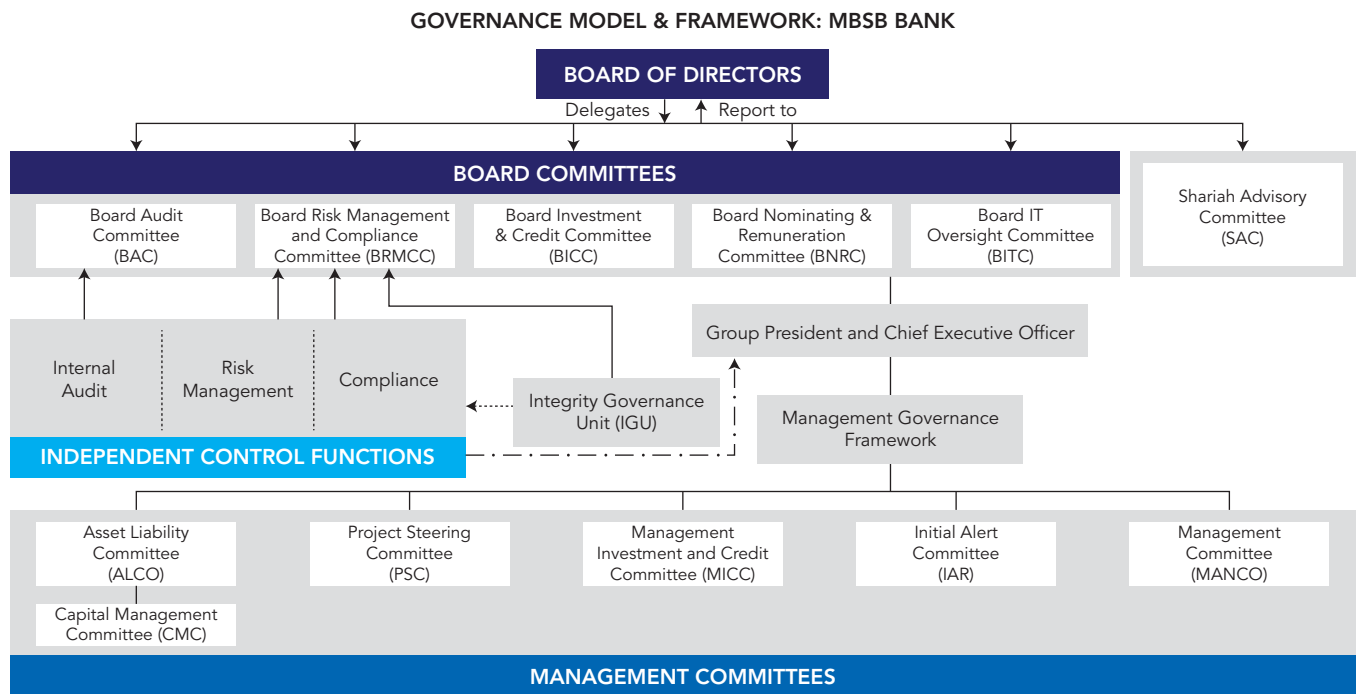 GOVERNANCE MODEL & FRAMEWORK: MBSB BANK
BOARD OF DIRECTORS
Delegates
Report to
BOARD COMMITTEES
Board Audit
Committee
(BAC)
Board Risk Management
and Compliance
Committee (BRMCC)
Board Investment
& Credit Committee
(BICC)
Board Nominating &
Remuneration
Committee (BNRC)
Board IT
Oversight Committee
(BITC)
Shariah Advisory
Committee
(SAC)
Group President and Chief Executive Officer
Internal
Audit
Risk
Management
Compliance
Integrity Governance
Unit (IGU)
Management Governance
Framework
INDEPENDENT CONTROL FUNCTIONS
Asset Liability
Committee
(ALCO)
Project Steering
Committee
(PSC)
Management
Investment and Credit
Committee (MICC)
Initial Alert
Committee
(IAR)
Management
Committee
(MANCO)
Capital Management
Committee (CMC)
MANAGEMENT COMMITTEES